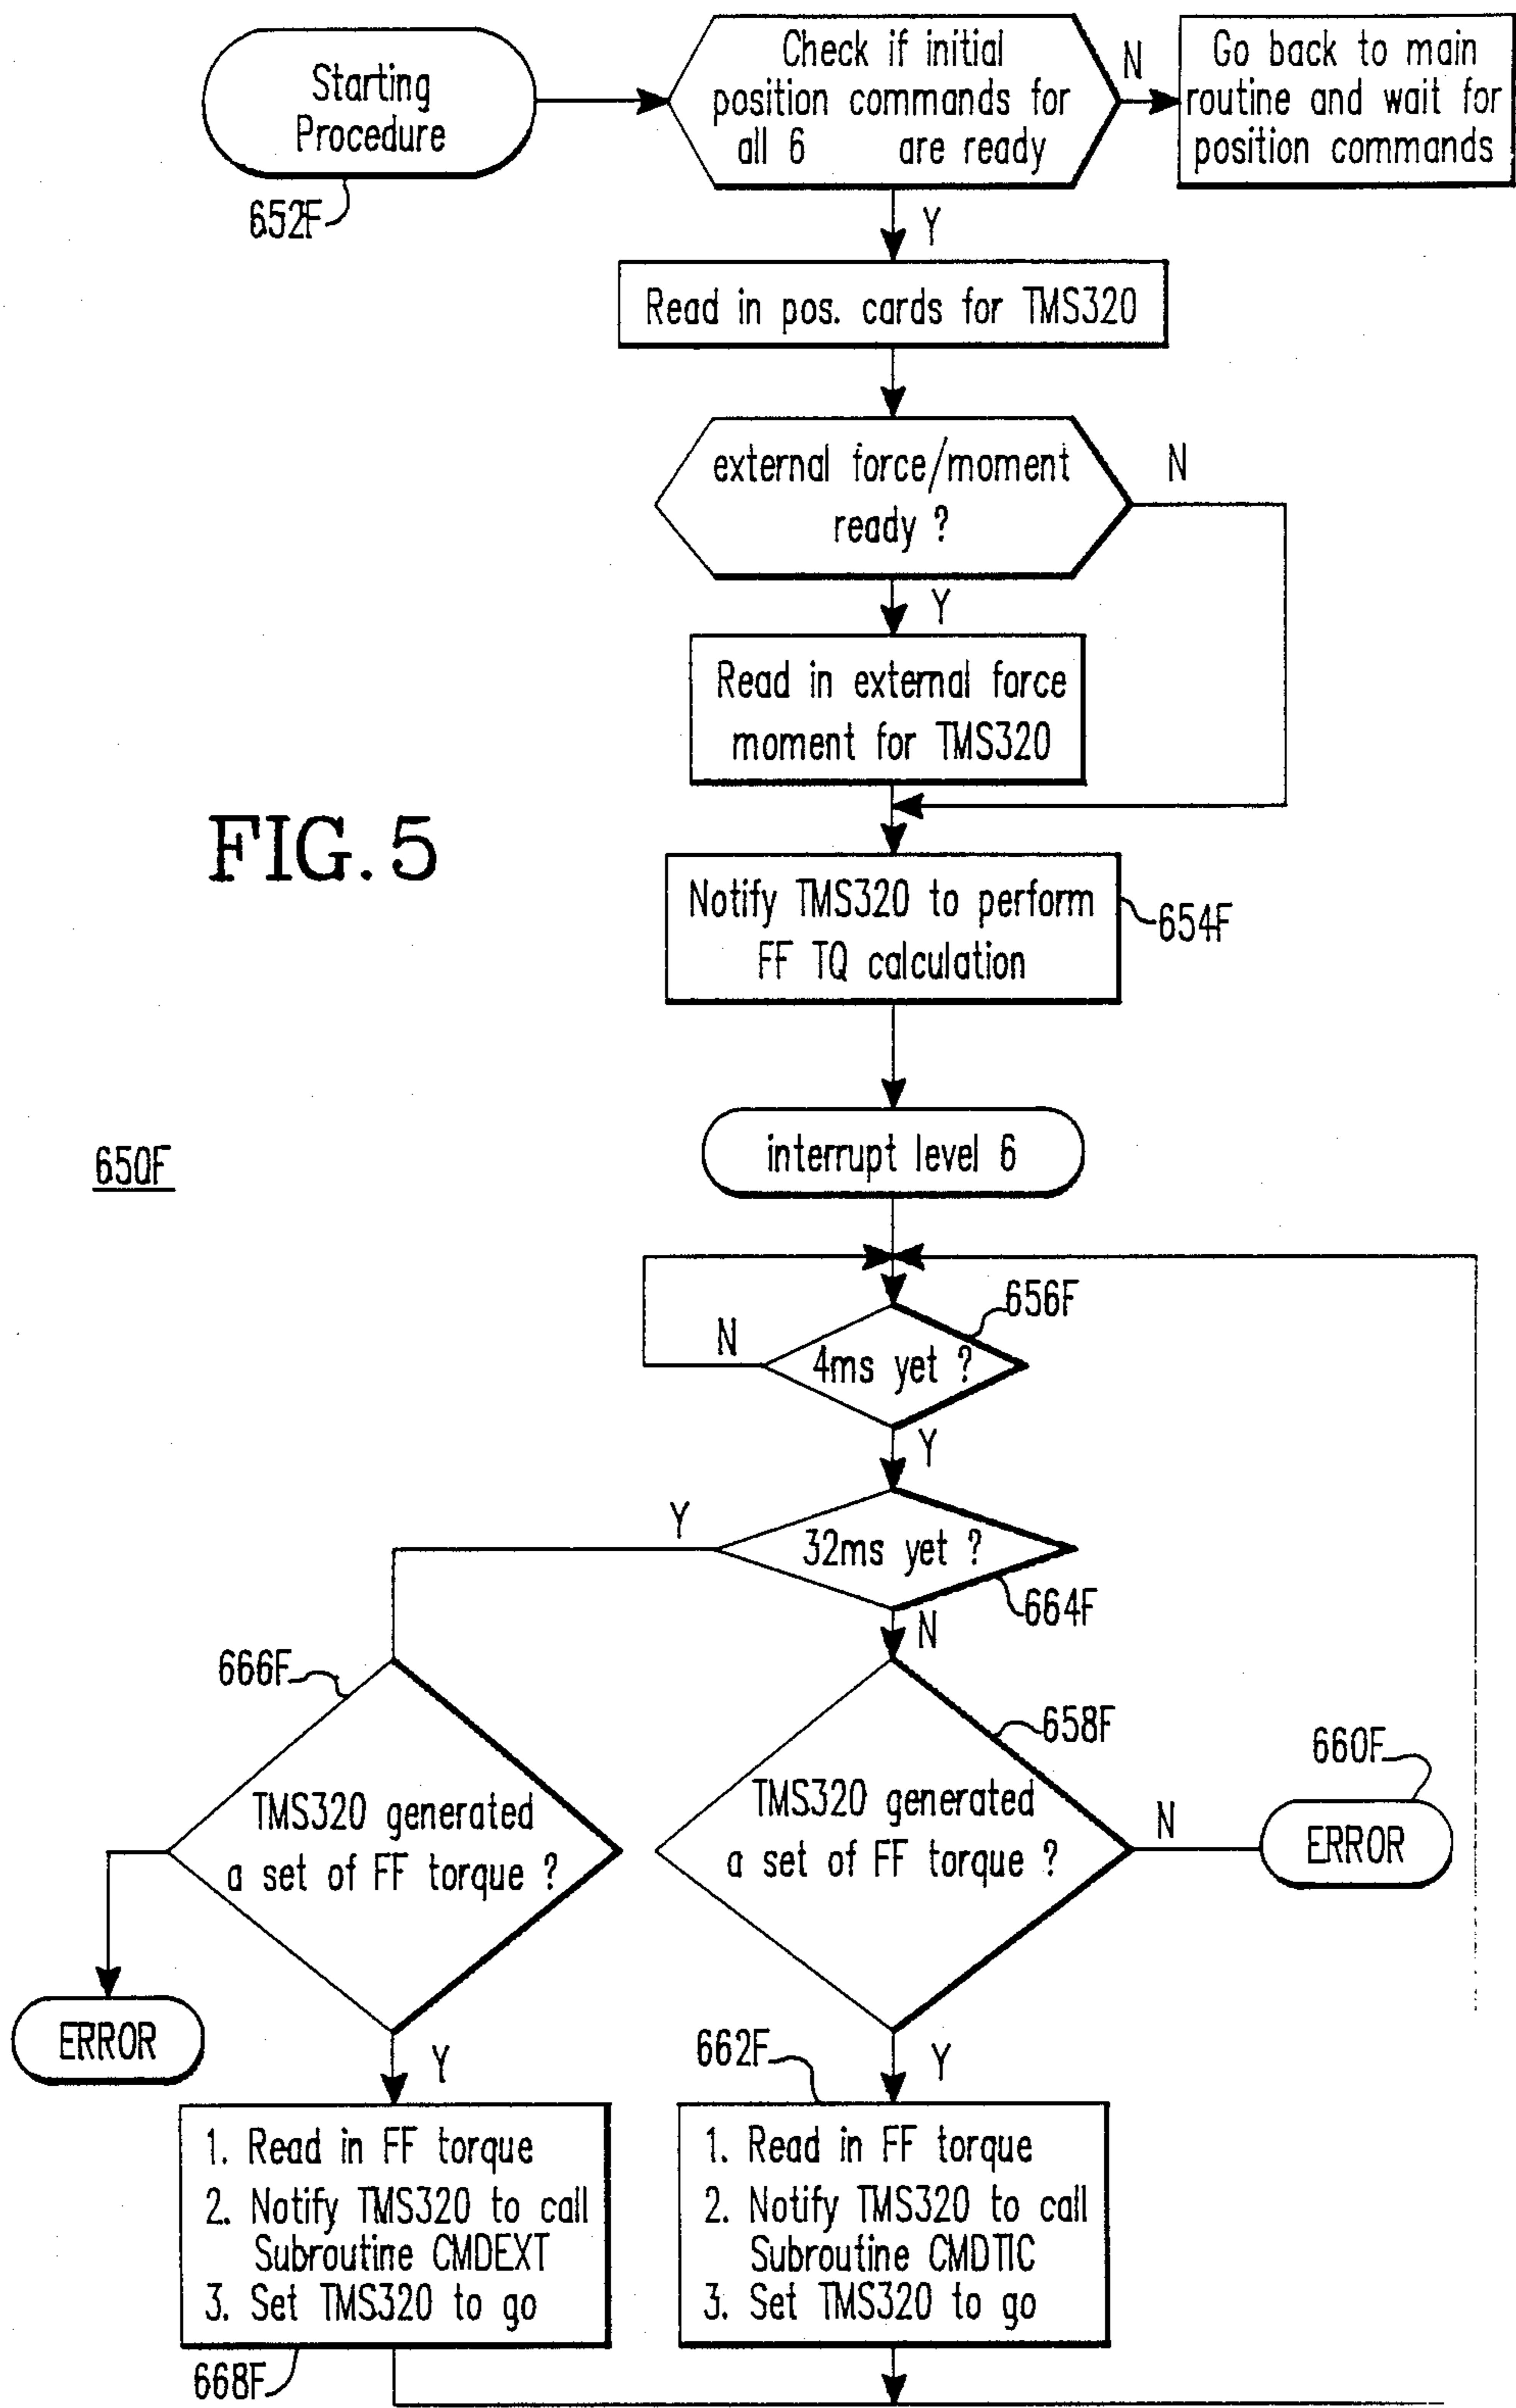 Starting
Procedure
652F
Check if initial
position commands for
all 6 are ready
N
Go back to main
routine and wait for
position commands
Y
Read in pos. cards for TMS320
external force/moment
ready ?
N
Y
Read in external force
moment for TMS320
FIG. 5
Notify TMS320 to perform
FF TQ calculation
654F
interrupt level 6
650F
656F
N
4ms yet ?
Y
Y
32ms yet ?
664F
N
666F
658F
660F
TMS320 generated
a set of FF torque ?
TMS320 generated
a set of FF torque ?
N
ERROR
ERROR
Y
662F
Y
1. Read in FF torque
2. Notify TMS320 to call
Subroutine CMDEXT
3. Set TMS320 to go
668F
1. Read in FF torque
2. Notify TMS320 to call
Subroutine CMDTIC
3. Set TMS320 to go